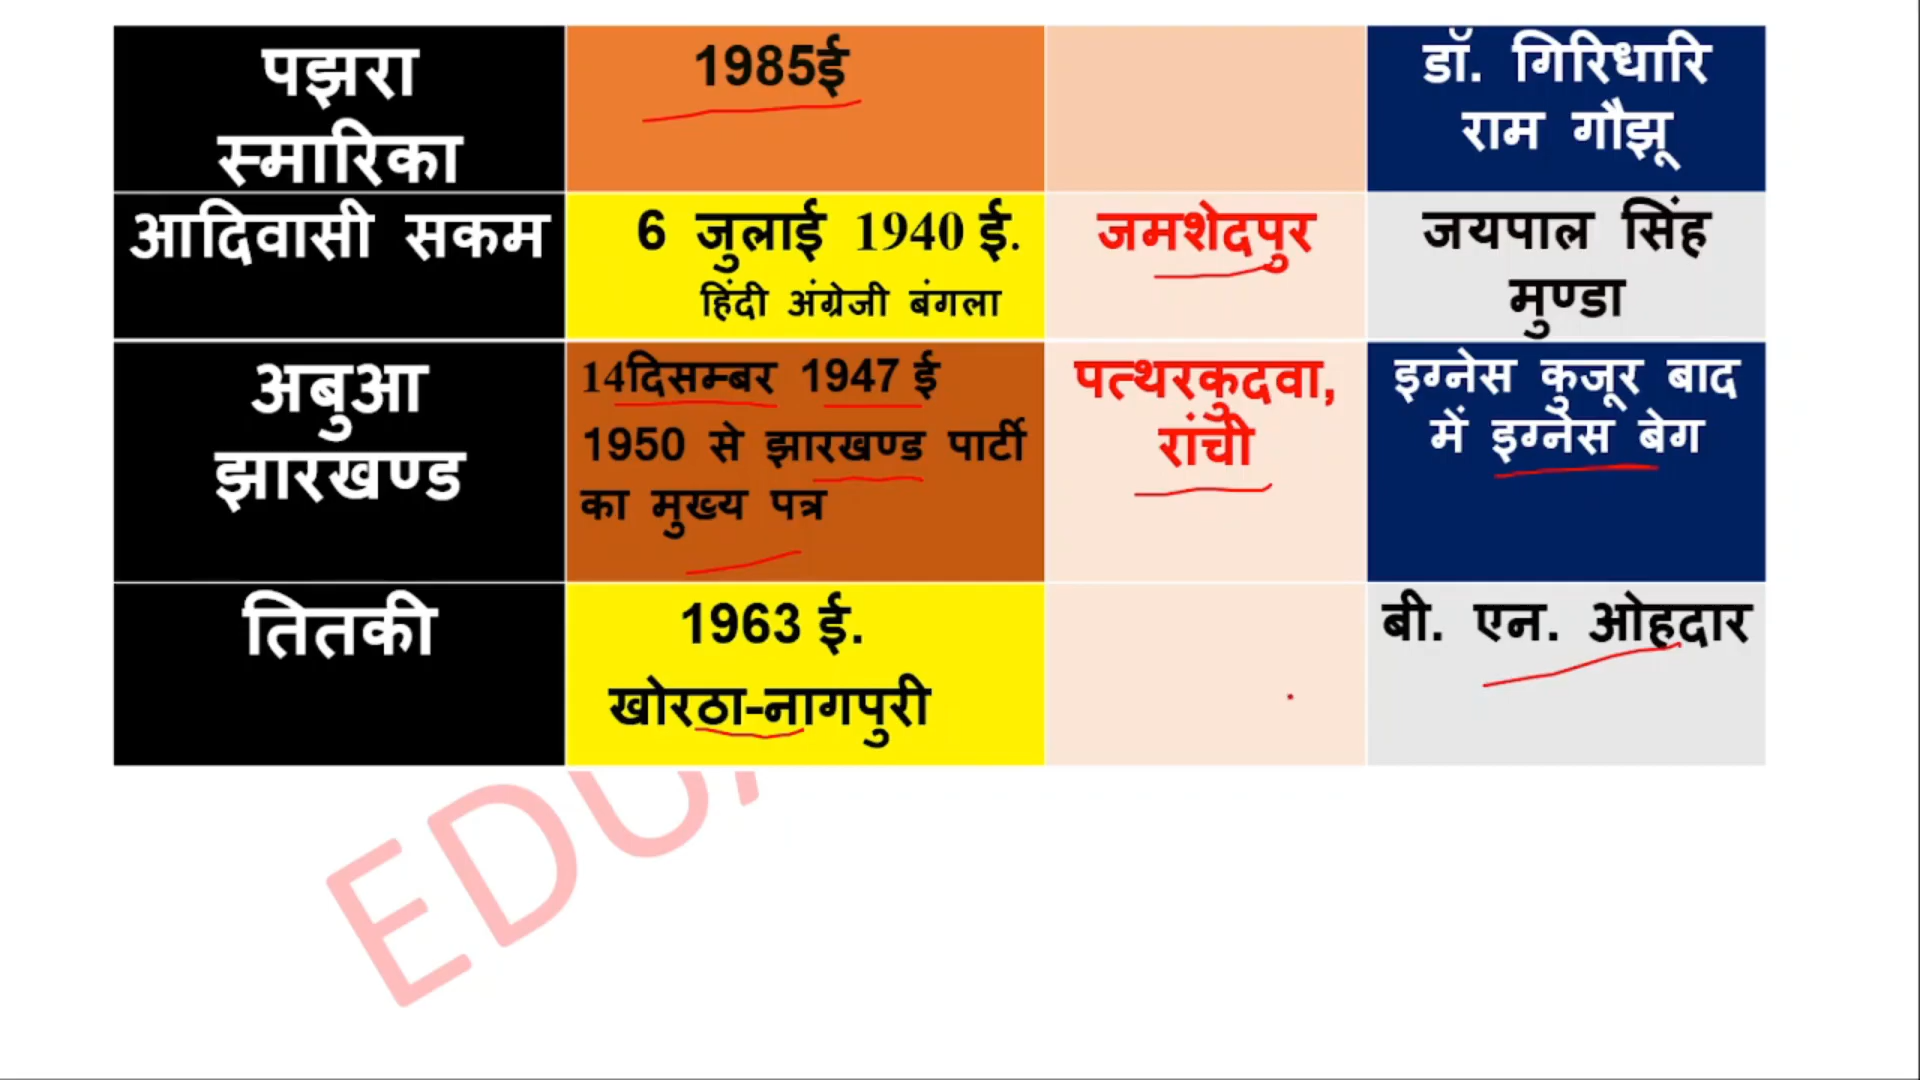 पझरा
स्मारिका
1985ई
डॉ. गिरिधारि
राम गौझू
आदिवासी सकम
6 जुलाई 1940 ई.
हिंदी अंग्रेजी बंगला
जमशेदपुर
जयपाल सिंह
मुण्डा
अबुआ
झारखण्ड
14दिसम्बर 1947 ई
1950 से झारखण्ड पार्टी
का मुख्य पत्र
पत्थरकुदवा,
रांची
इग्नेस कुजूर बाद
में इग्नेस बेग
तितकी
1963 ई.
खोरठा-नागपुरी
बी. एन. ओहदार